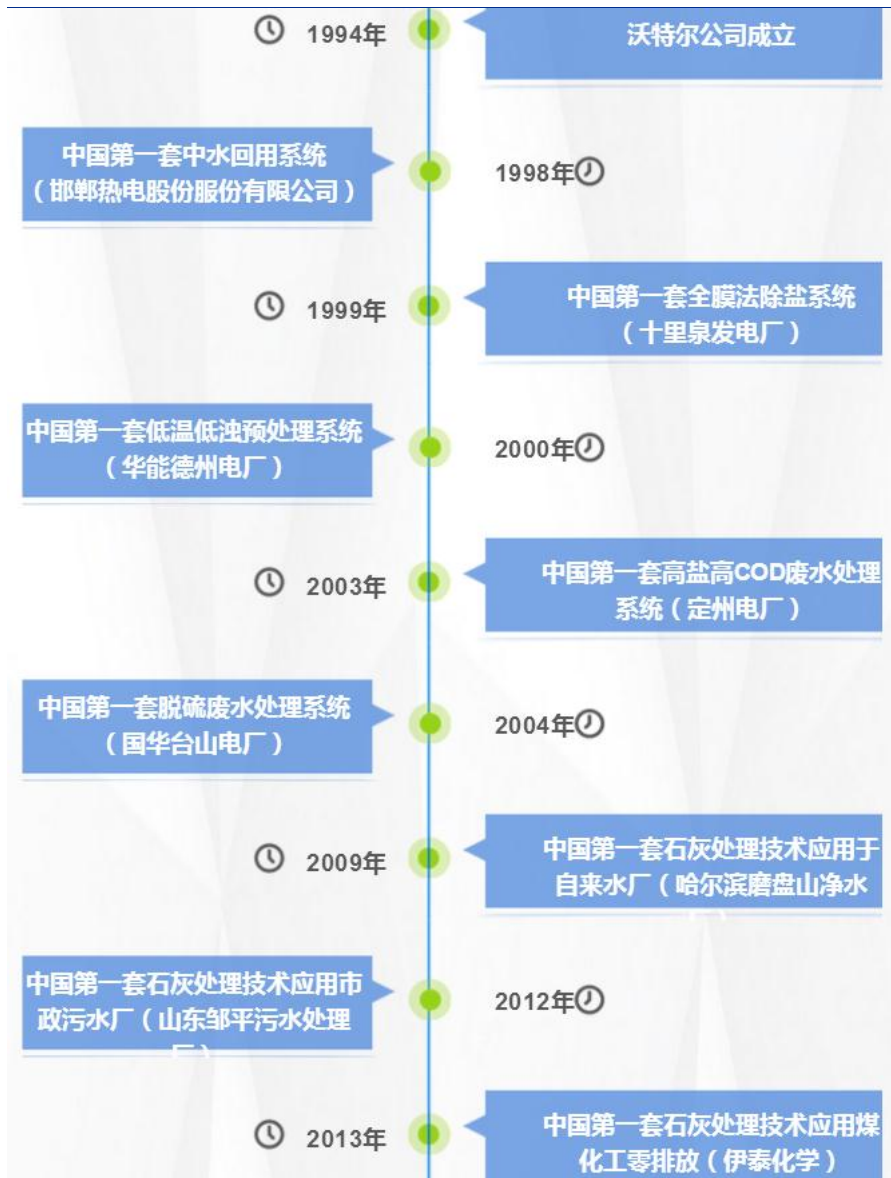 1994年
沃特尔公司成立
中国第一套中水回用系统
（邯郸热电股份服份有限公司）
1998年
1999年
中国第一套全膜法除盐系统
（十里泉发电厂）
中国第一套低温低浊预处理系统
（华能德州电厂）
2000年
2003年
中国第一套高盐高COD废水处理
系统（定州电厂）
中国第一套脱硫废水处理系统
（国华台山电厂）
2004年
2009年
中国第一套石灰处理技术应用于
自来水厂（哈尔滨磨盘山净水
中国第一套石灰处理技术应用市
政污水厂（山东邹平污水处理
2012年
2013年
中国第一套石灰处理技术应用煤
化工零排放（伊泰化学）